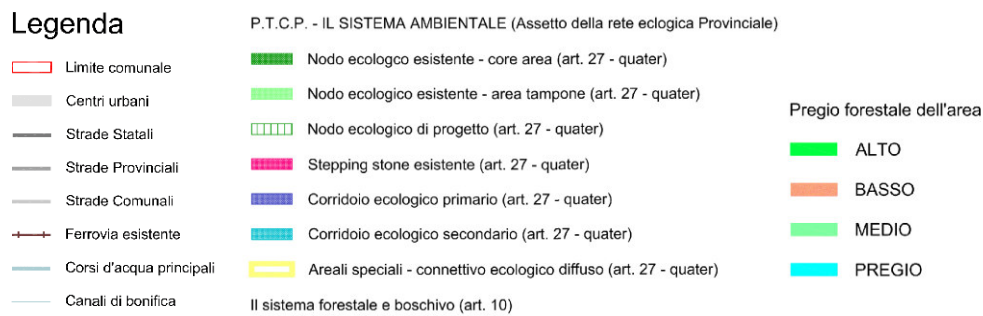 Legenda
Limite comunale
Centri urbani
Strade Statali
Strade Provinciali
Strade Comunali
Ferrovia esistente
Corsi d'acqua principali
Canali di bonifica
P.T.C.P. - IL SISTEMA AMBIENTALE (Assetto della rete eclogica Provinciale)
Nodo ecologco esistente - core area (art. 27 - quater)
Nodo ecologico esistente - area tampone (art. 27 - quater)
Nodo ecologico di progetto (art. 27 - quater)
Stepping stone esistente (art. 27 - quater)
Corridoio ecologico primario (art. 27 - quater)
Corridoio ecologico secondario (art. 27 - quater)
Areali speciali - connettivo ecologico diffuso (art. 27 - quater)
Il sistema forestale e boschivo (art. 10)
Pregio forestale dell'area
ALTO
BASSO
MEDIO
PREGIO